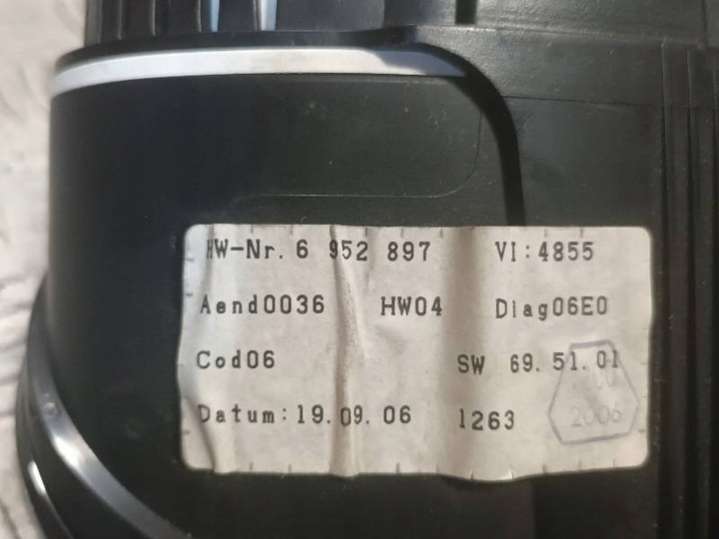 HW-Nr. 6 952 897 VI:4855
Aend0036 HW04 Diag06E0
Cod06 SW 69.51.01
Datum:19.09.06 1263
2006